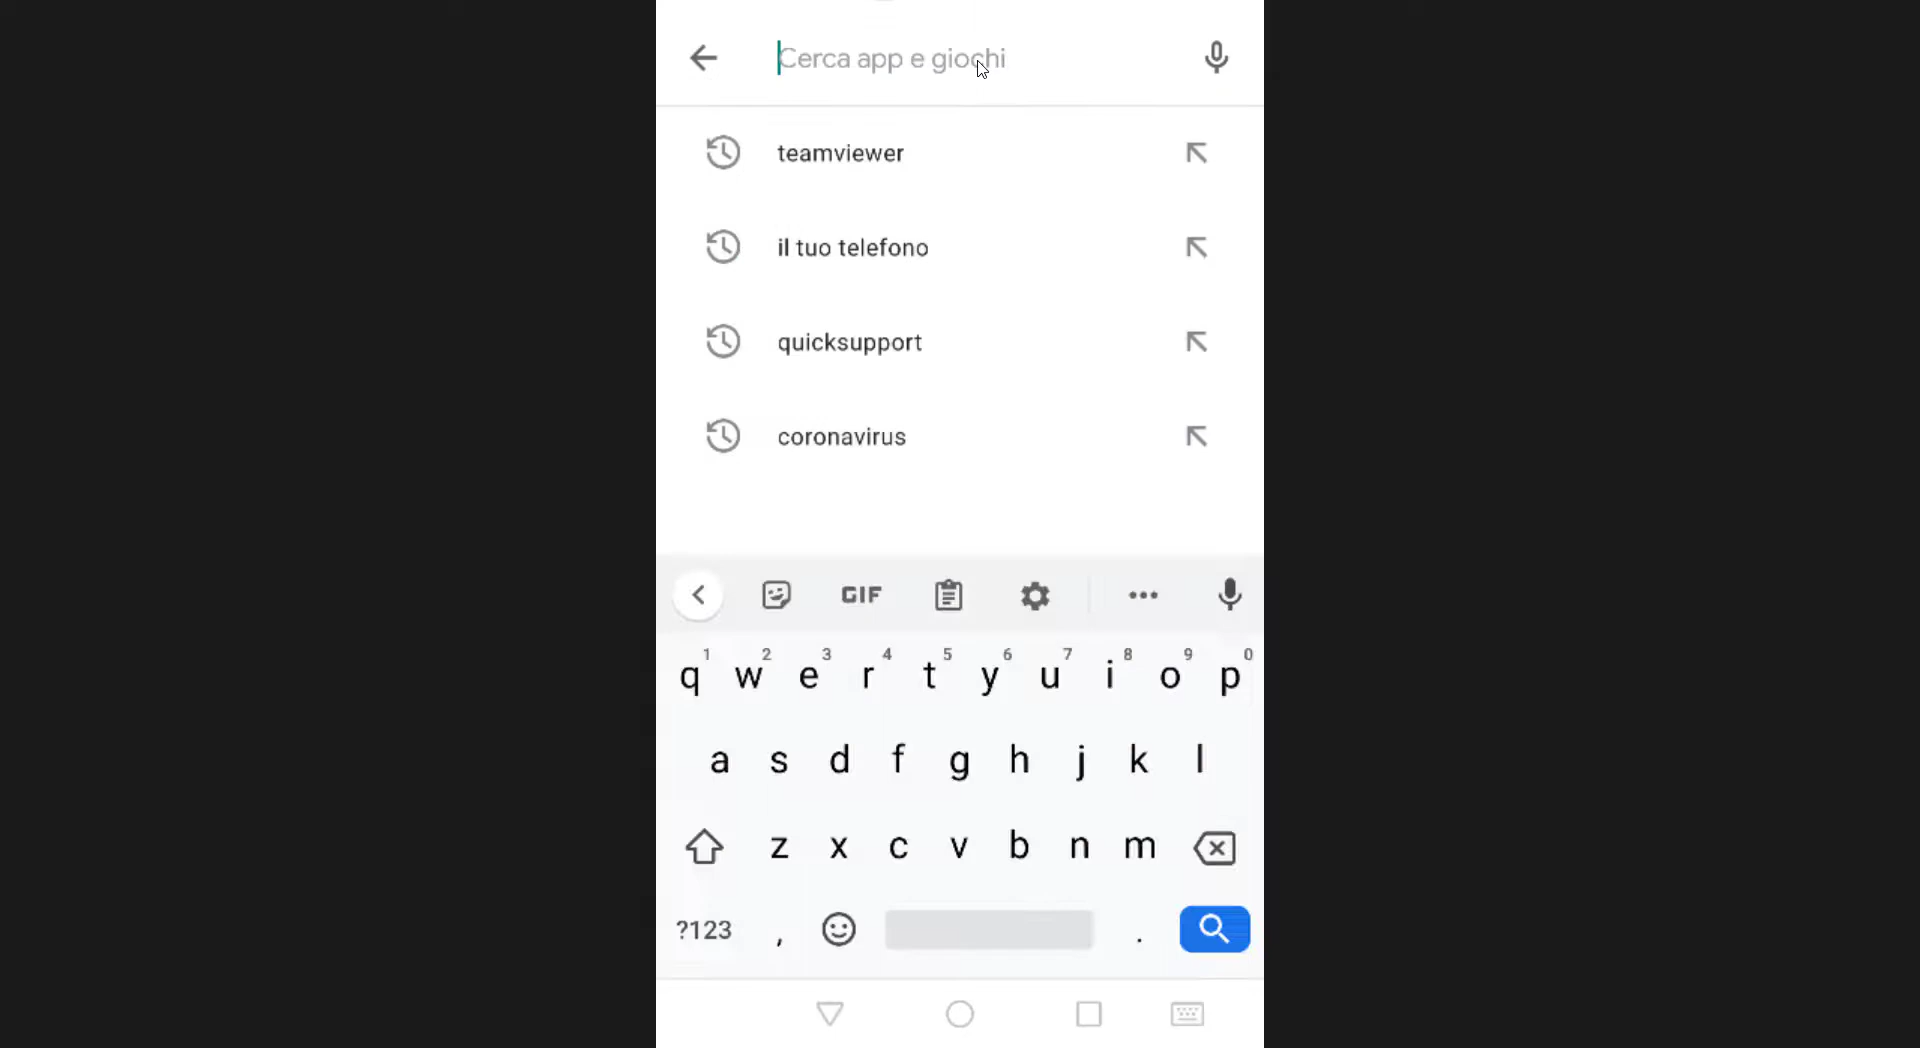 Cerca app e giochi
teamviewer
il tuo telefono
quicksupport
coronavirus
GIF
1 2 3 4 5 6 7 8 9 0
q w e r t y u i o p
a s d f g h j k l
z x c v b n m
?123 , .